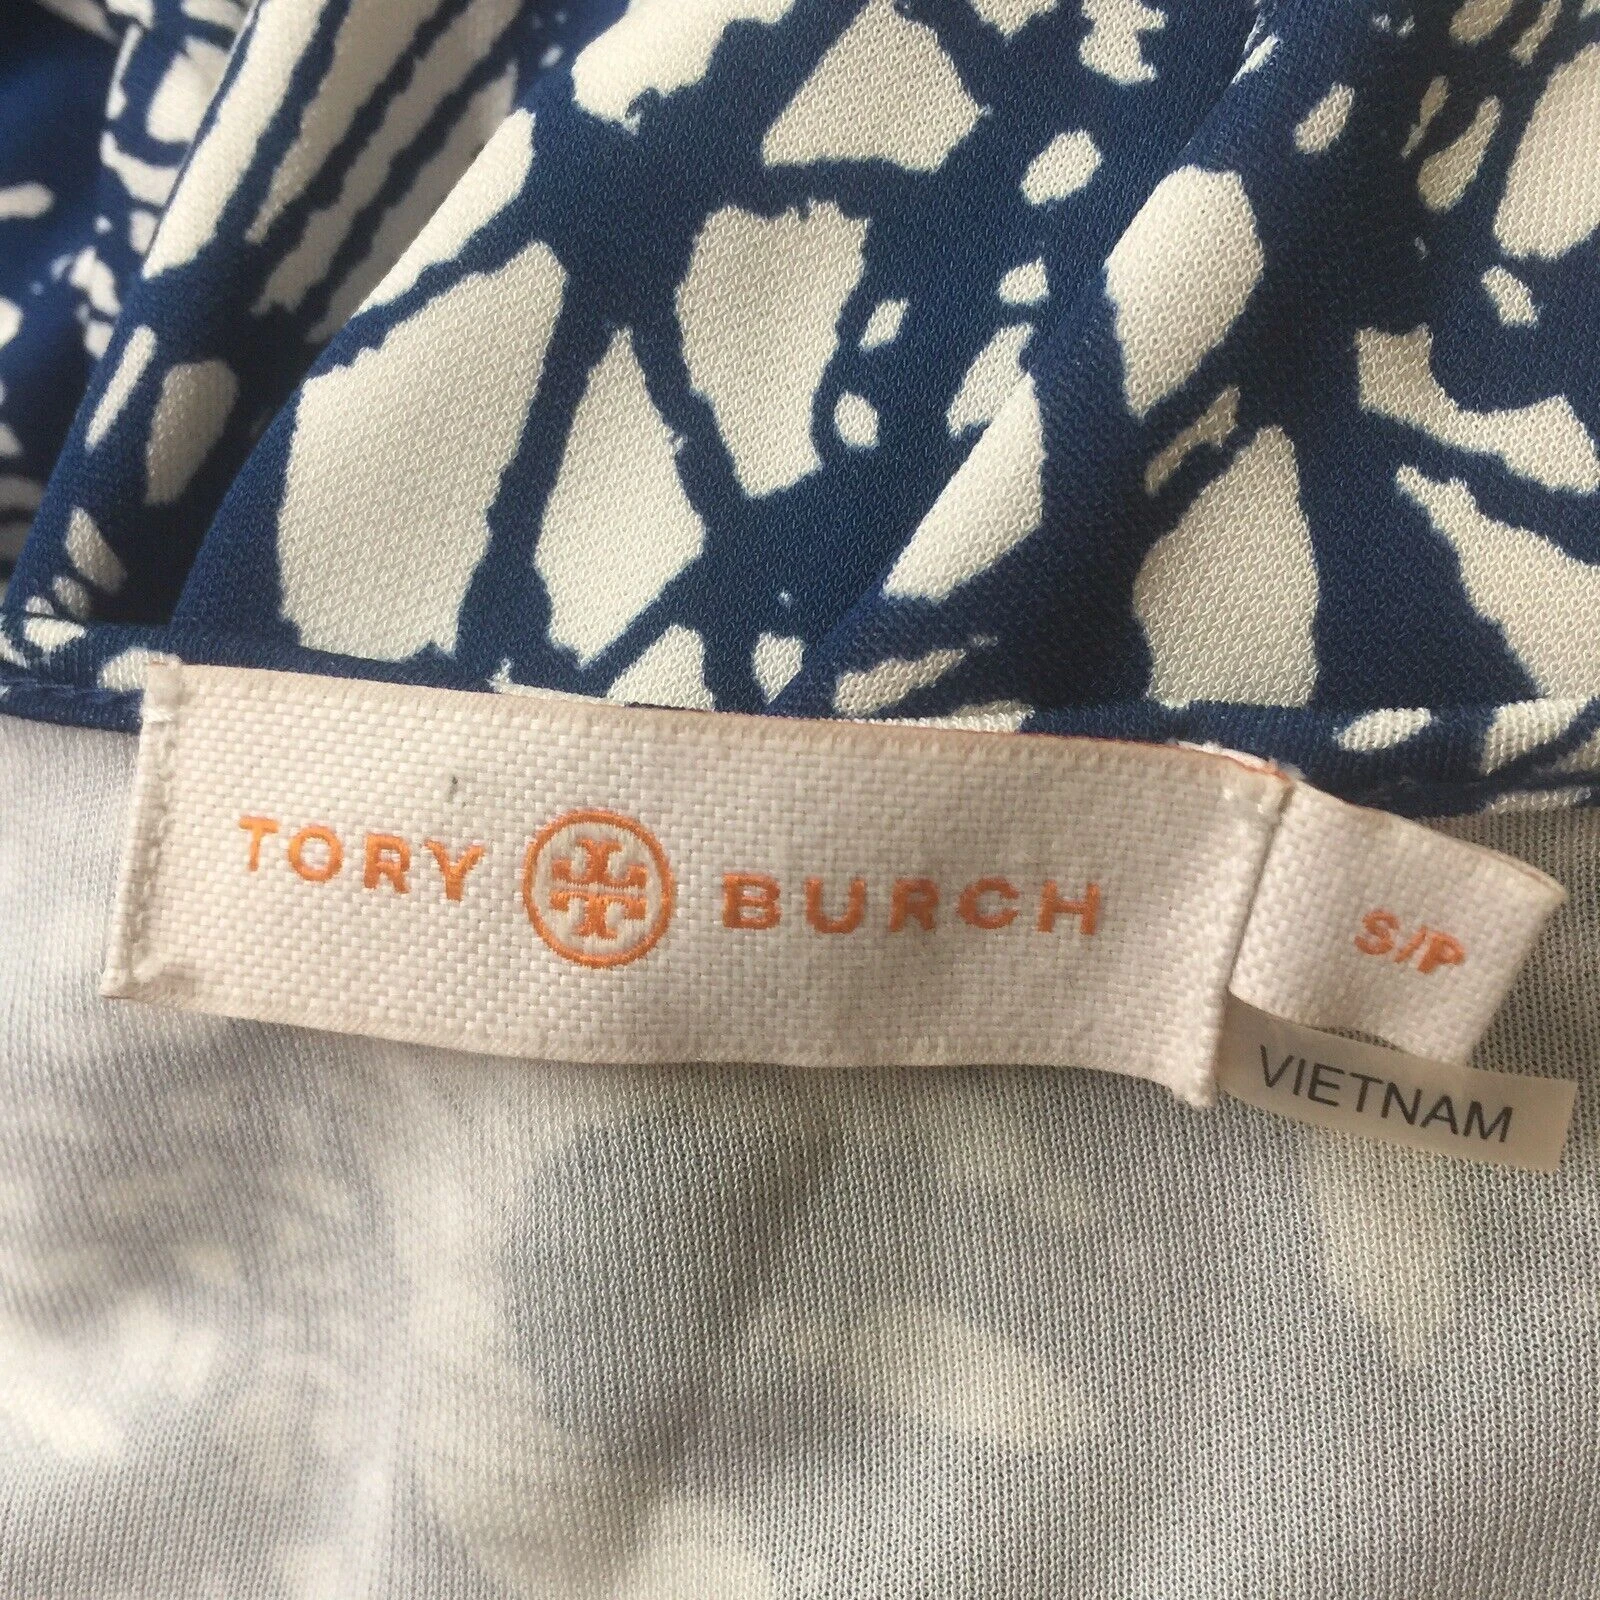 TORY BURCH
S/P
VIETNAM